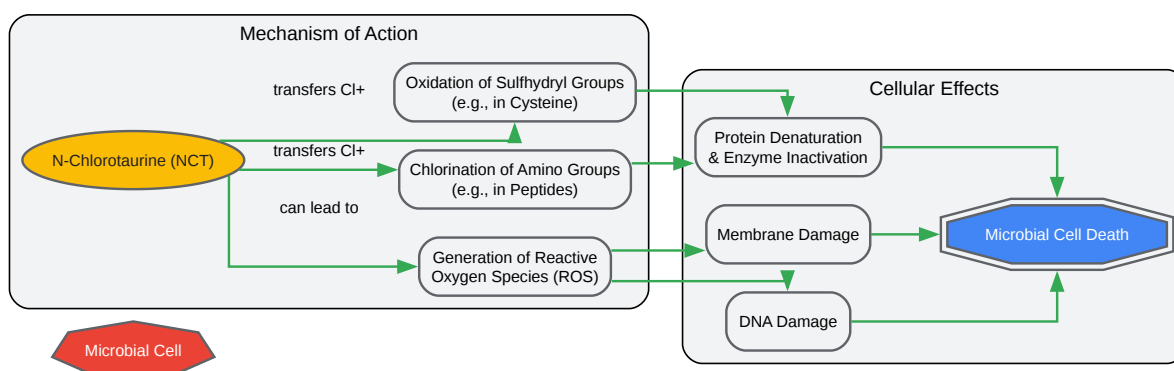 Mechanism of Action
transfers Cl+
Oxidation of Sulfhydryl Groups
(e.g., in Cysteine)
N-Chlorotaurine (NCT)
transfers Cl+
Chlorination of Amino Groups
(e.g., in Peptides)
can lead to
Generation of Reactive
Oxygen Species (ROS)
Cellular Effects
Protein Denaturation
& Enzyme Inactivation
Membrane Damage
Microbial Cell Death
DNA Damage
Microbial Cell